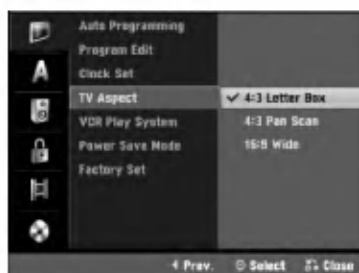 Auto Programming
Program Edit
Clock Set
TV Aspect
✓ 4:3 Letter Box
VCR Play System
4:3 Pan Scan
Power Save Mode
16:9 Wide
Factory Set
A
◀ Prev. ⊙ Select Close